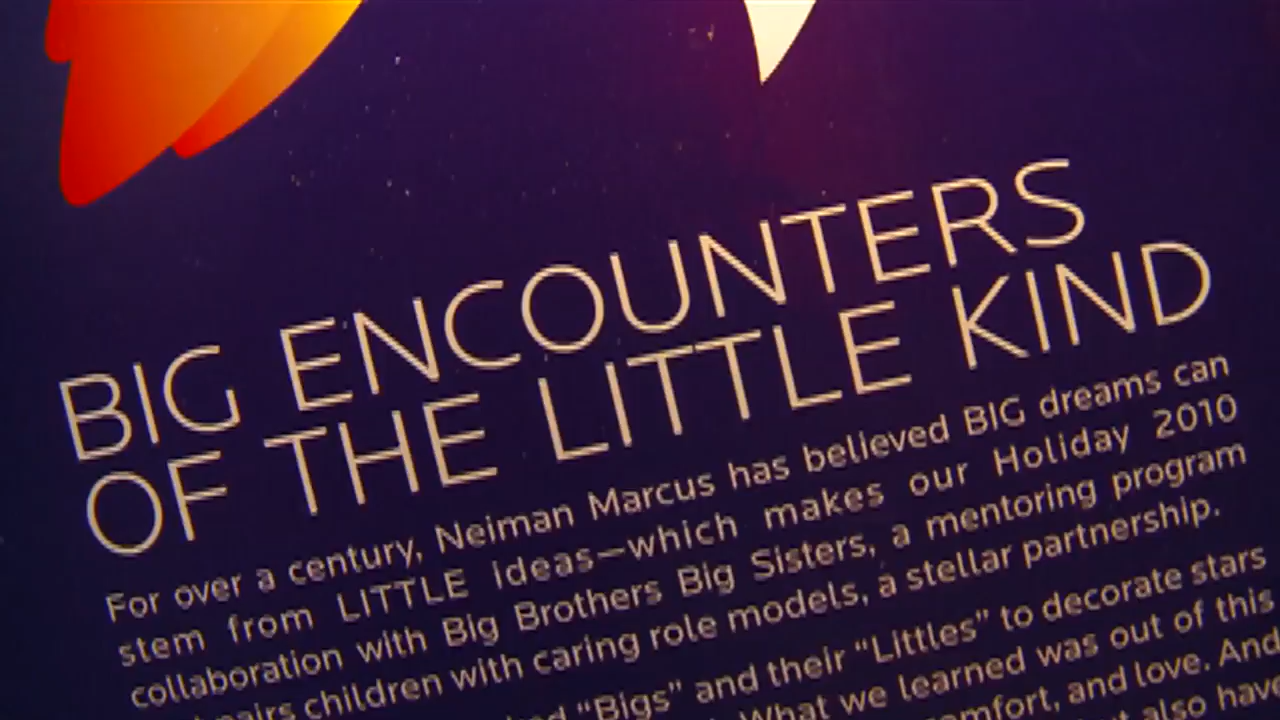 BIG ENCOUNTERS
OF THE LITTLE KIND
For over a century, Neiman Marcus has believed BIG dreams can
stem from LITTLE ideas—which makes our Holiday 2010
collaboration with Big Brothers Big Sisters, a mentoring program
pairs children with caring role models, a stellar partnership.
"Bigs" and their "Littles" to decorate stars
What we learned was out of this
and love. And
also have